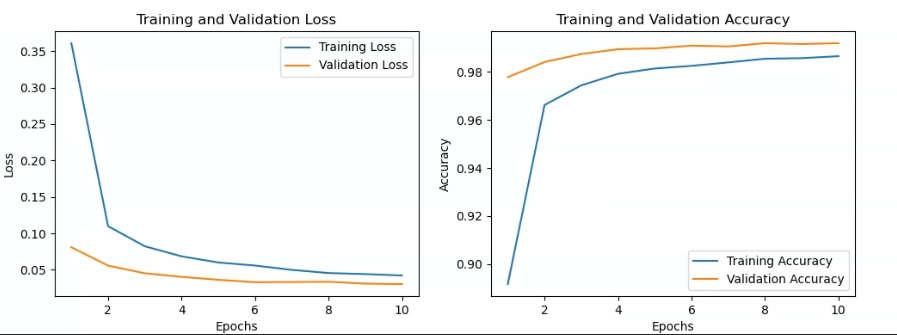 Training and Validation Loss
Training Loss
Validation Loss
0.35
0.30
0.25
0.20
0.15
0.10
0.05
Loss
2 4 6 8 10
Epochs
Training and Validation Accuracy
0.98
0.96
0.94
0.92
0.90
Accuracy
Training Accuracy
Validation Accuracy
2 4 6 8 10
Epochs